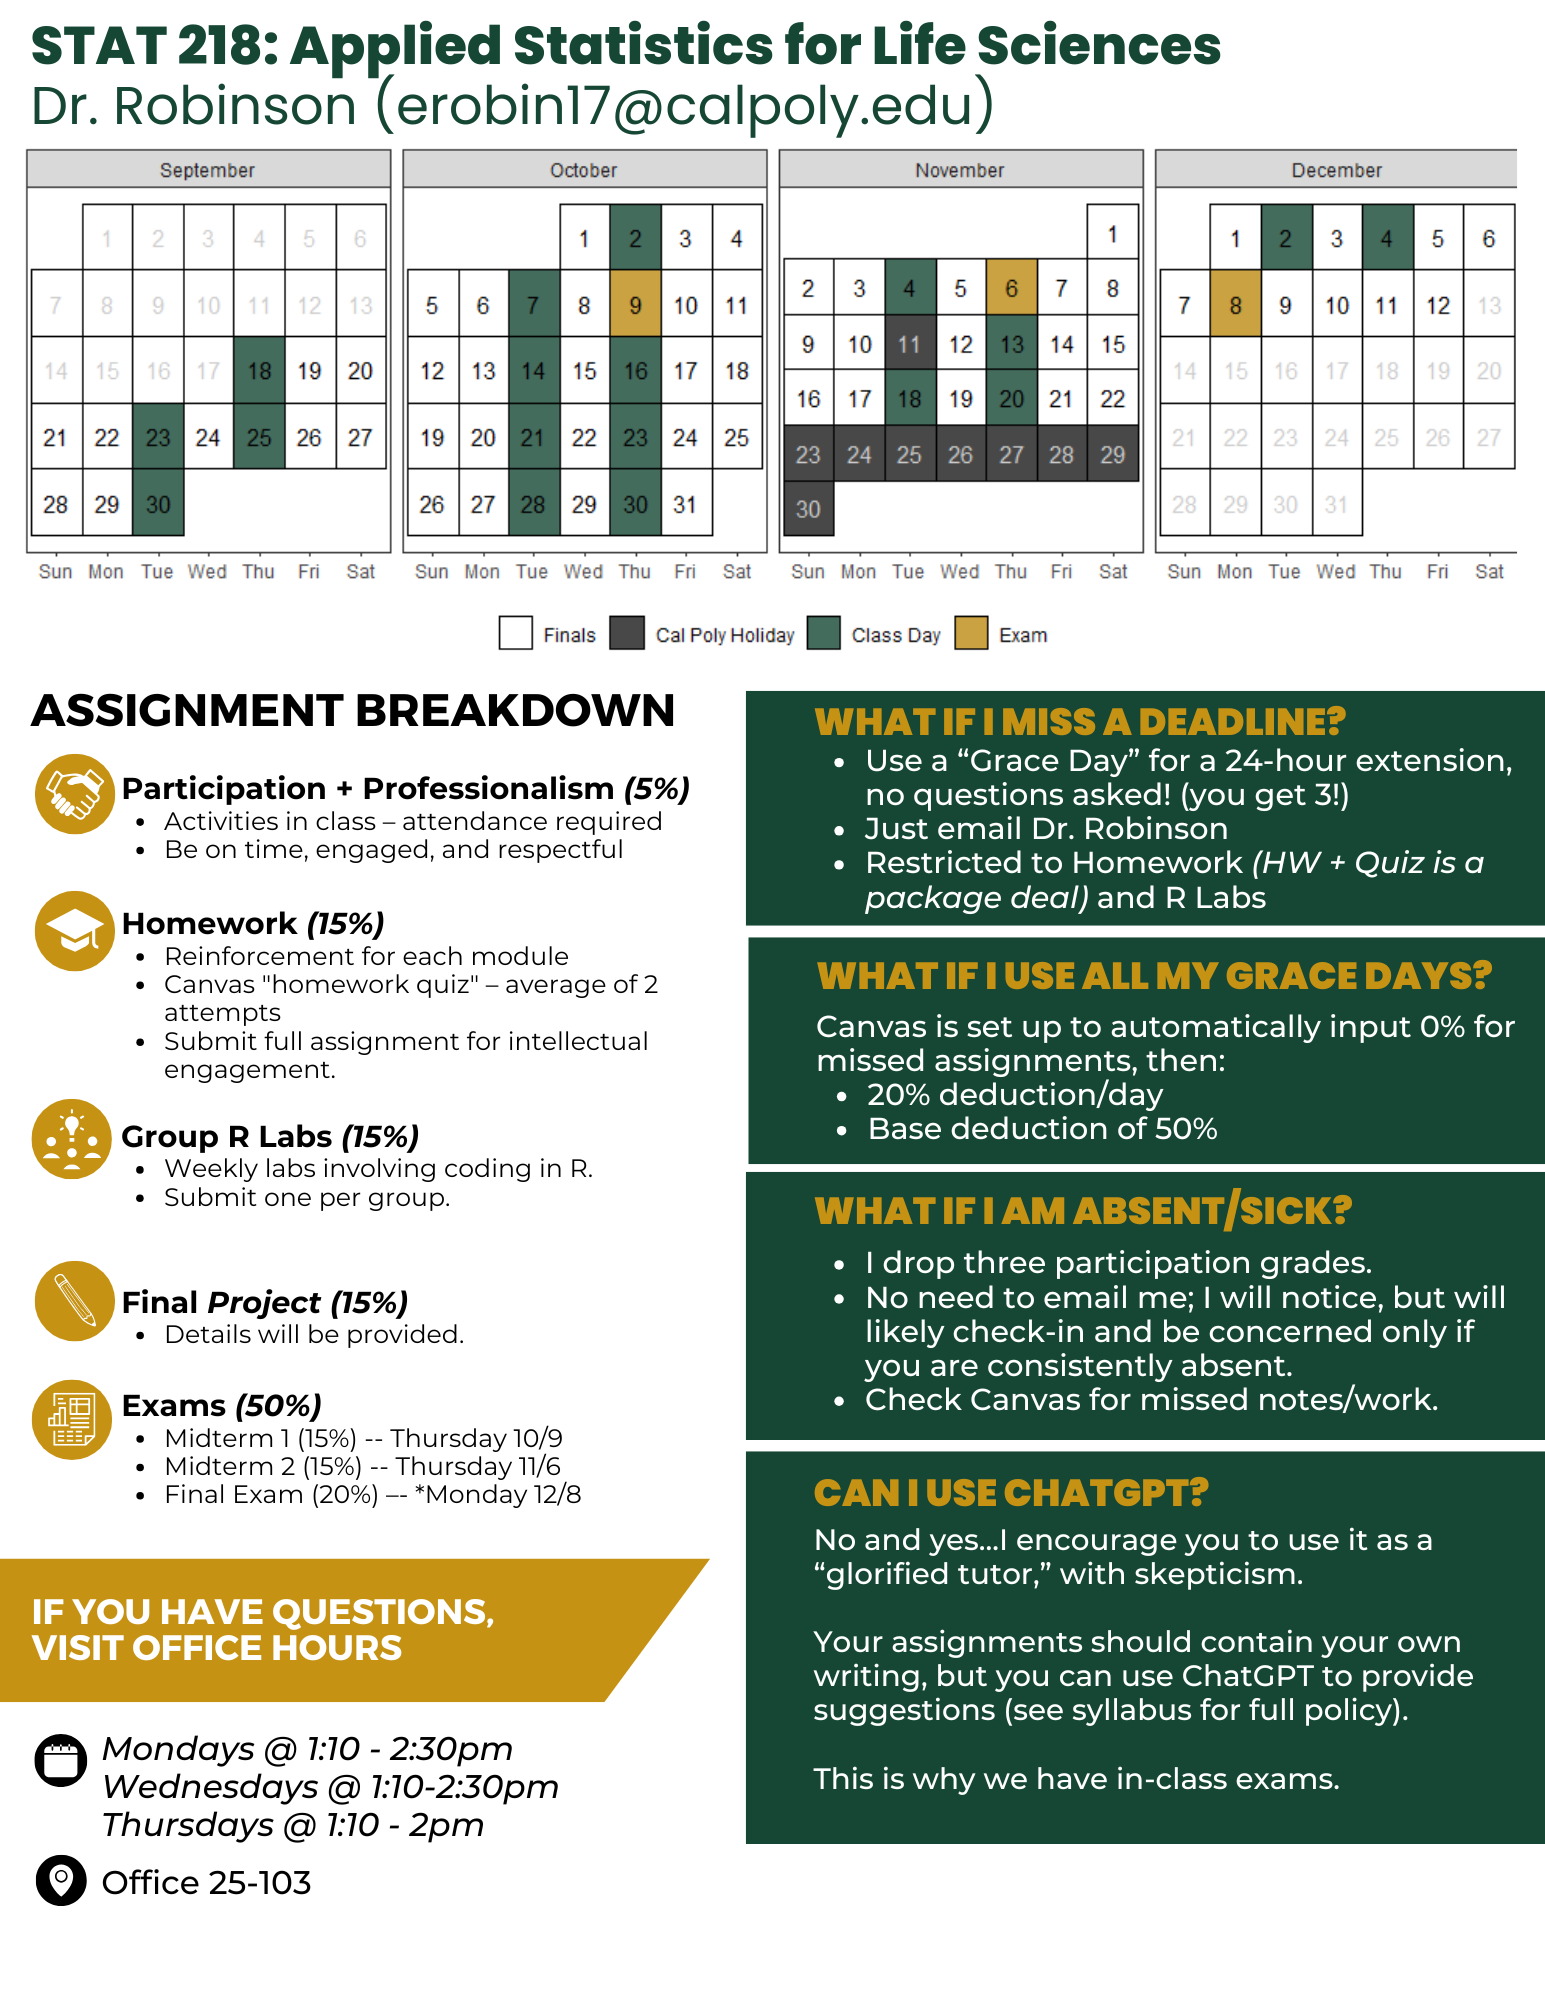 STAT 218: Applied Statistics for Life Sciences
Dr. Robinson (erobin17@calpoly.edu)
September
1 2 3 4 5 6
7 8 9 10 11 12 13
14 15 16 17 18 19 20
21 22 23 24 25 26 27
28 29 30
Sun Mon Tue Wed Thu Fri Sat
October
1 2 3 4
5 6 7 8 9 10 11
12 13 14 15 16 17 18
19 20 21 22 23 24 25
26 27 28 29 30 31
Sun Mon Tue Wed Thu Fri Sat
November
1
2 3 4 5 6 7 8
9 10 11 12 13 14 15
16 17 18 19 20 21 22
23 24 25 26 27 28 29
30
Sun Mon Tue Wed Thu Fri Sat
December
1 2 3 4 5 6
7 8 9 10 11 12 13
14 15 16 17 18 19 20
21 22 23 24 25 26 27
28 29 30 31
Sun Mon Tue Wed Thu Fri Sat
Finals Cal Poly Holiday Class Day Exam
ASSIGNMENT BREAKDOWN
Participation + Professionalism (5%)
• Activities in class – attendance required
• Be on time, engaged, and respectful
Homework (15%)
• Reinforcement for each module
• Canvas "homework quiz" – average of 2
attempts
• Submit full assignment for intellectual
engagement.
Group R Labs (15%)
• Weekly labs involving coding in R.
• Submit one per group.
Final Project (15%)
• Details will be provided.
Exams (50%)
• Midterm 1 (15%) -- Thursday 10/9
• Midterm 2 (15%) -- Thursday 11/6
• Final Exam (20%) –- *Monday 12/8
IF YOU HAVE QUESTIONS,
VISIT OFFICE HOURS
Mondays @ 1:10 - 2:30pm
Wednesdays @ 1:10-2:30pm
Thursdays @ 1:10 - 2pm
Office 25-103
WHAT IF I MISS A DEADLINE?
• Use a “Grace Day” for a 24-hour extension,
no questions asked! (you get 3!)
• Just email Dr. Robinson
• Restricted to Homework (HW + Quiz is a
package deal) and R Labs
WHAT IF I USE ALL MY GRACE DAYS?
Canvas is set up to automatically input 0% for
missed assignments, then:
• 20% deduction/day
• Base deduction of 50%
WHAT IF I AM ABSENT/SICK?
• I drop three participation grades.
• No need to email me; I will notice, but will
likely check-in and be concerned only if
you are consistently absent.
• Check Canvas for missed notes/work.
CAN I USE CHATGPT?
No and yes...I encourage you to use it as a
“glorified tutor,” with skepticism.
Your assignments should contain your own
writing, but you can use ChatGPT to provide
suggestions (see syllabus for full policy).
This is why we have in-class exams.